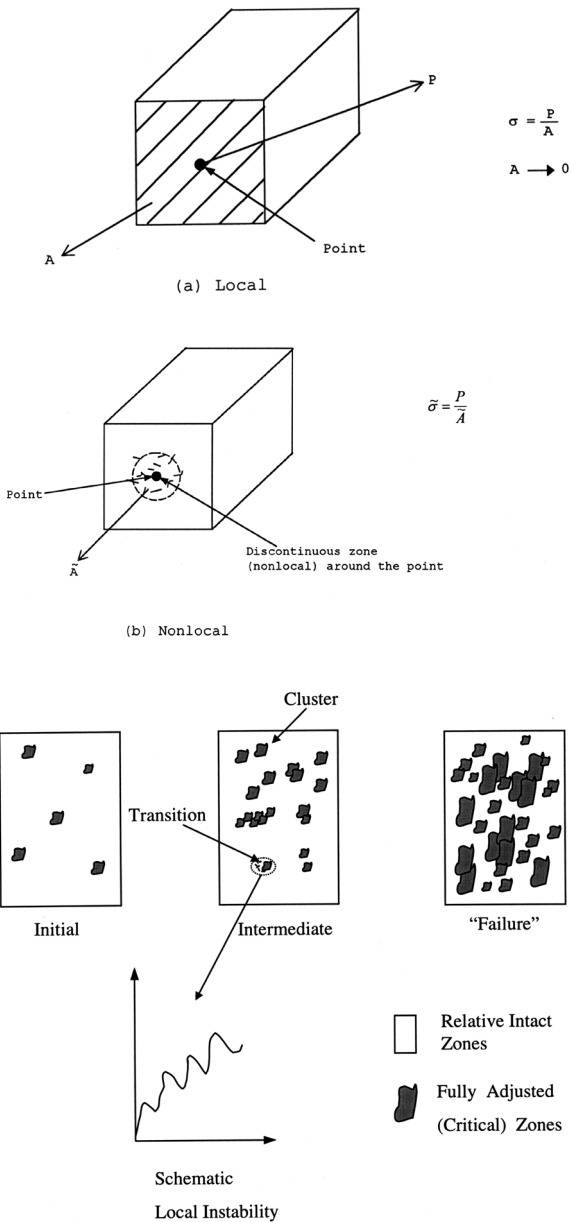 P
σ = P/A
A → 0
A
Point
(a) Local
σ̃ = P/Ã
Point
Ã
Discontinuous zone
(nonlocal) around the point
(b) Nonlocal
Cluster
Transition
Initial
Intermediate
“Failure”
Relative Intact
Zones
Fully Adjusted
(Critical) Zones
Schematic
Local Instability